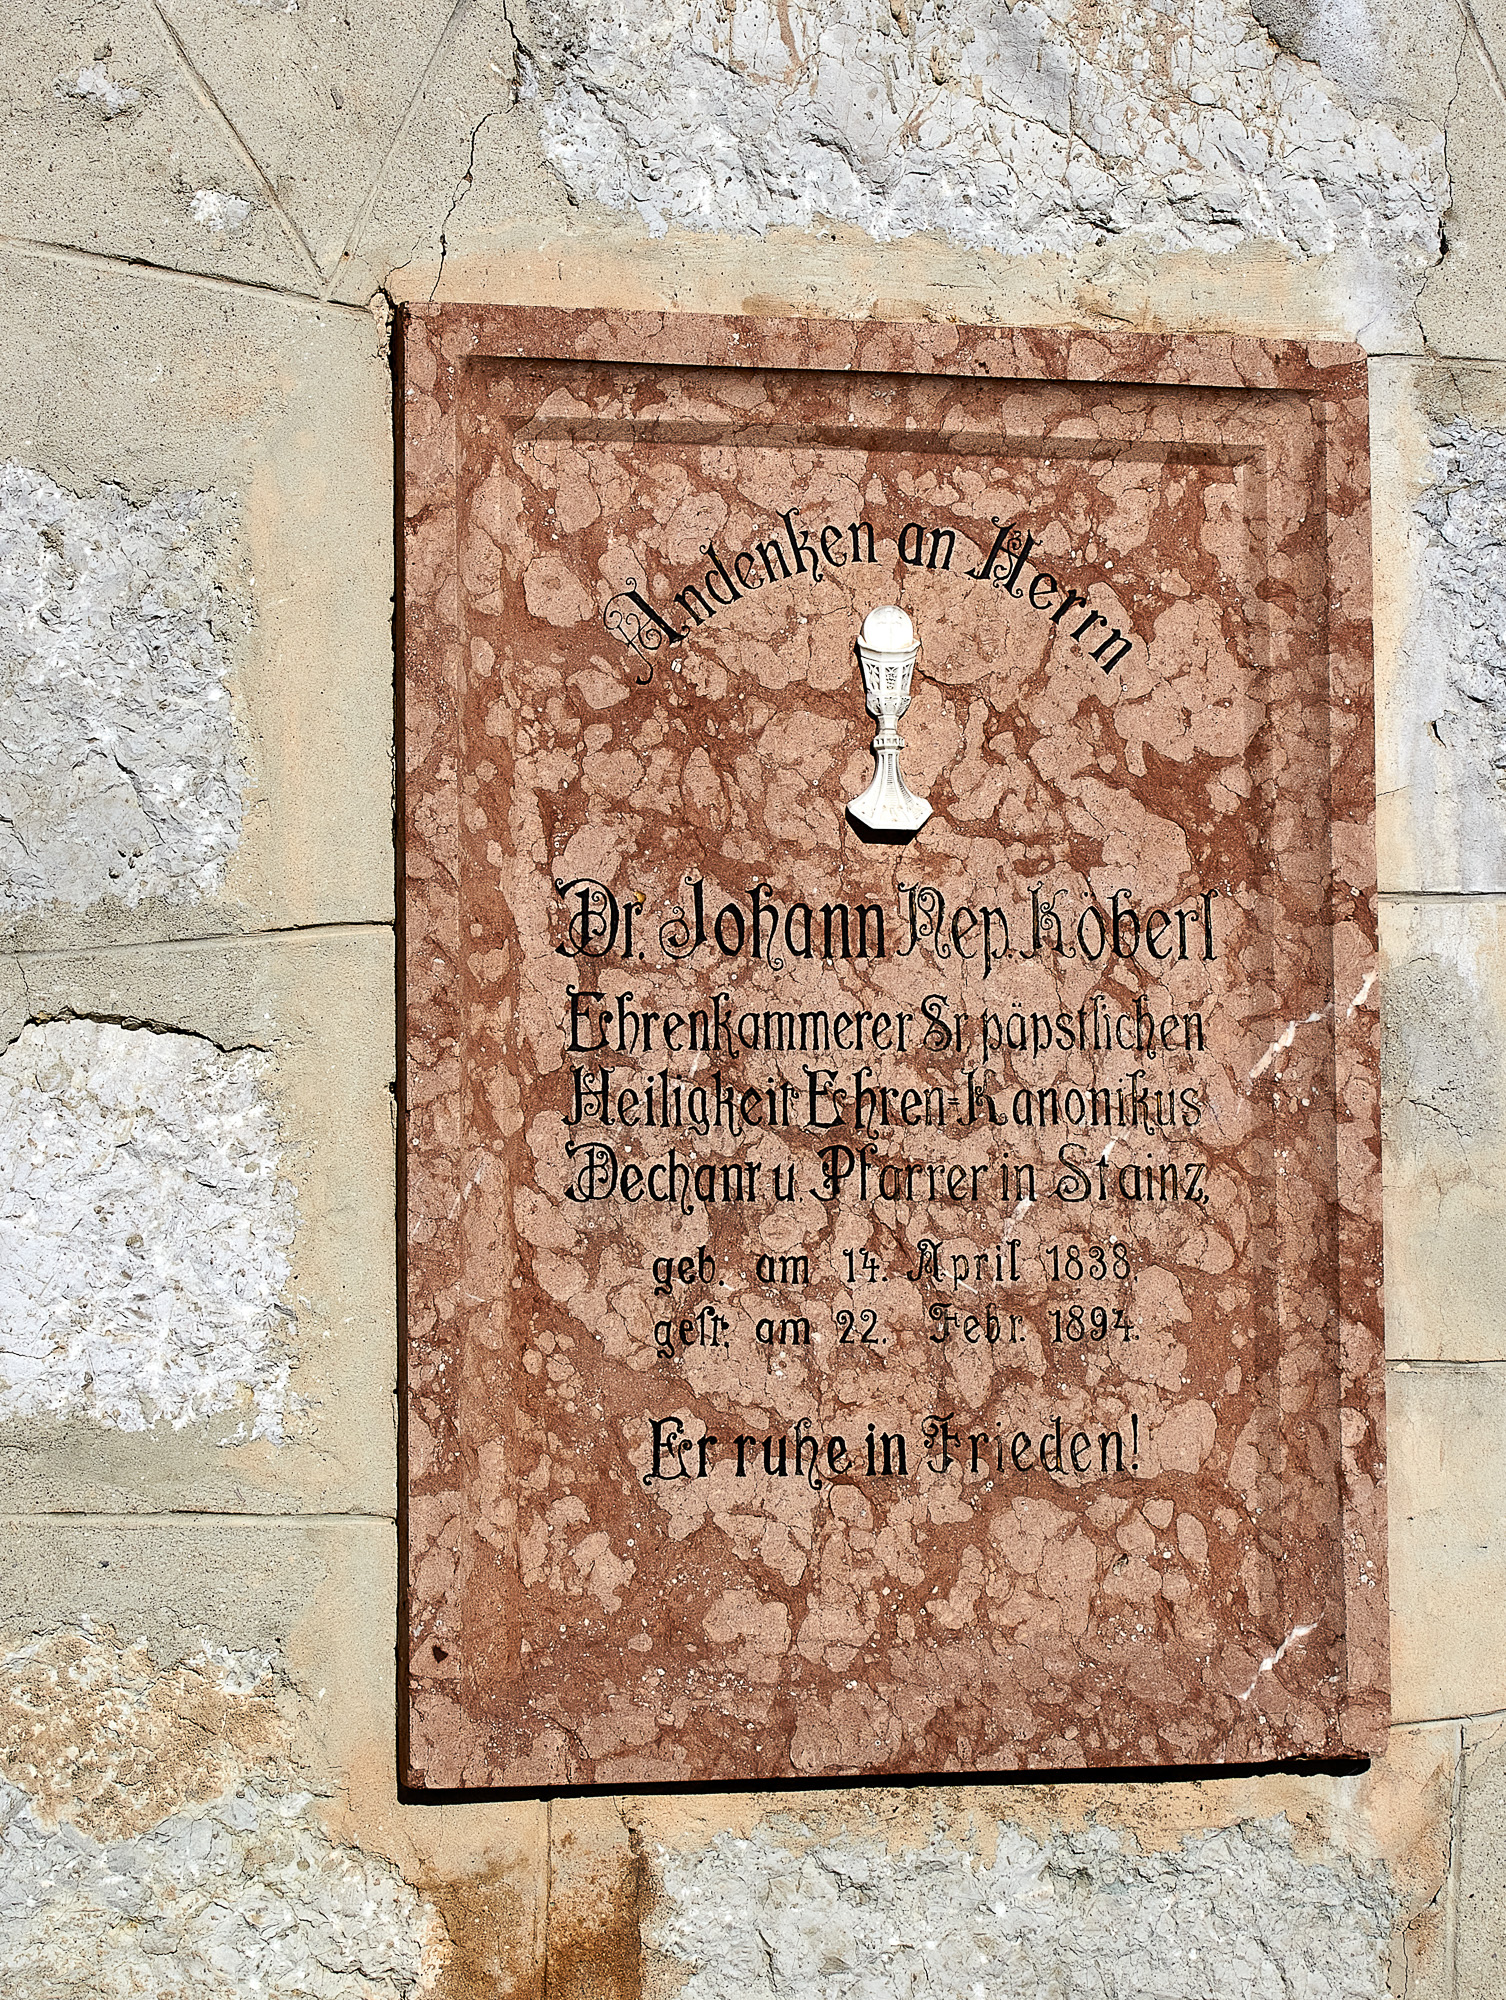 Andenken an Herrn
Dr. Johann Nep. Köberl
Ehrenkammerer Sr. päpstlichen
Heiligkeit Ehren-Kanonikus
Dechant u. Pfarrer in Stainz,
geb. am 14. April 1838.
gest. am 22. Febr. 1894.
Er ruhe in Frieden!